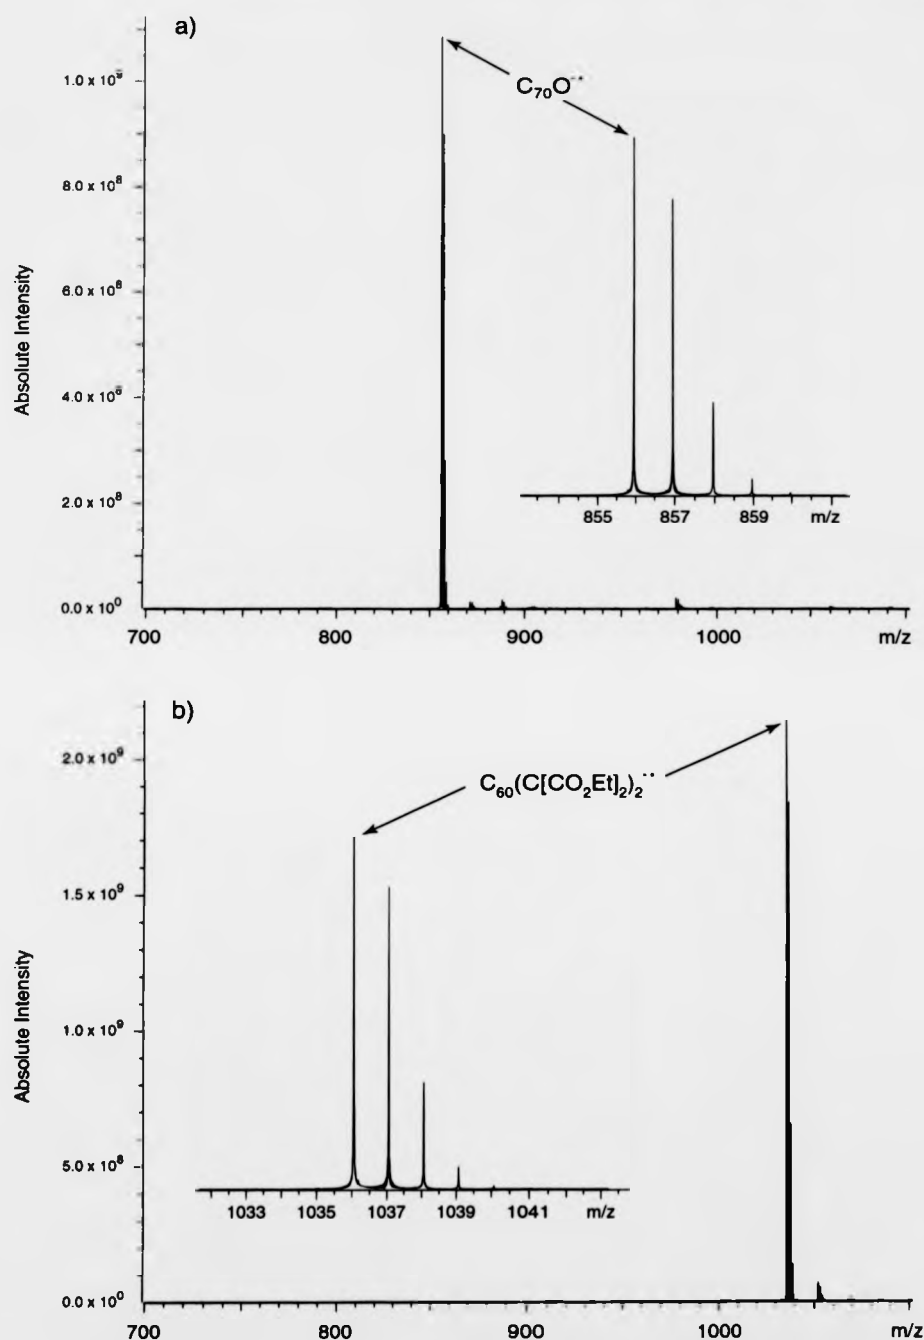 a)
C₇₀O⁻·
Absolute Intensity
1.0 x 10⁹
8.0 x 10⁸
6.0 x 10⁸
4.0 x 10⁸
2.0 x 10⁸
0.0 x 10⁰
855 857 859 m/z
700 800 900 1000 m/z
b)
C₆₀(C[CO₂Et]₂)₂⁻·
Absolute Intensity
2.0 x 10⁹
1.5 x 10⁹
1.0 x 10⁹
5.0 x 10⁸
0.0 x 10⁰
1033 1035 1037 1039 1041 m/z
700 800 900 1000 m/z